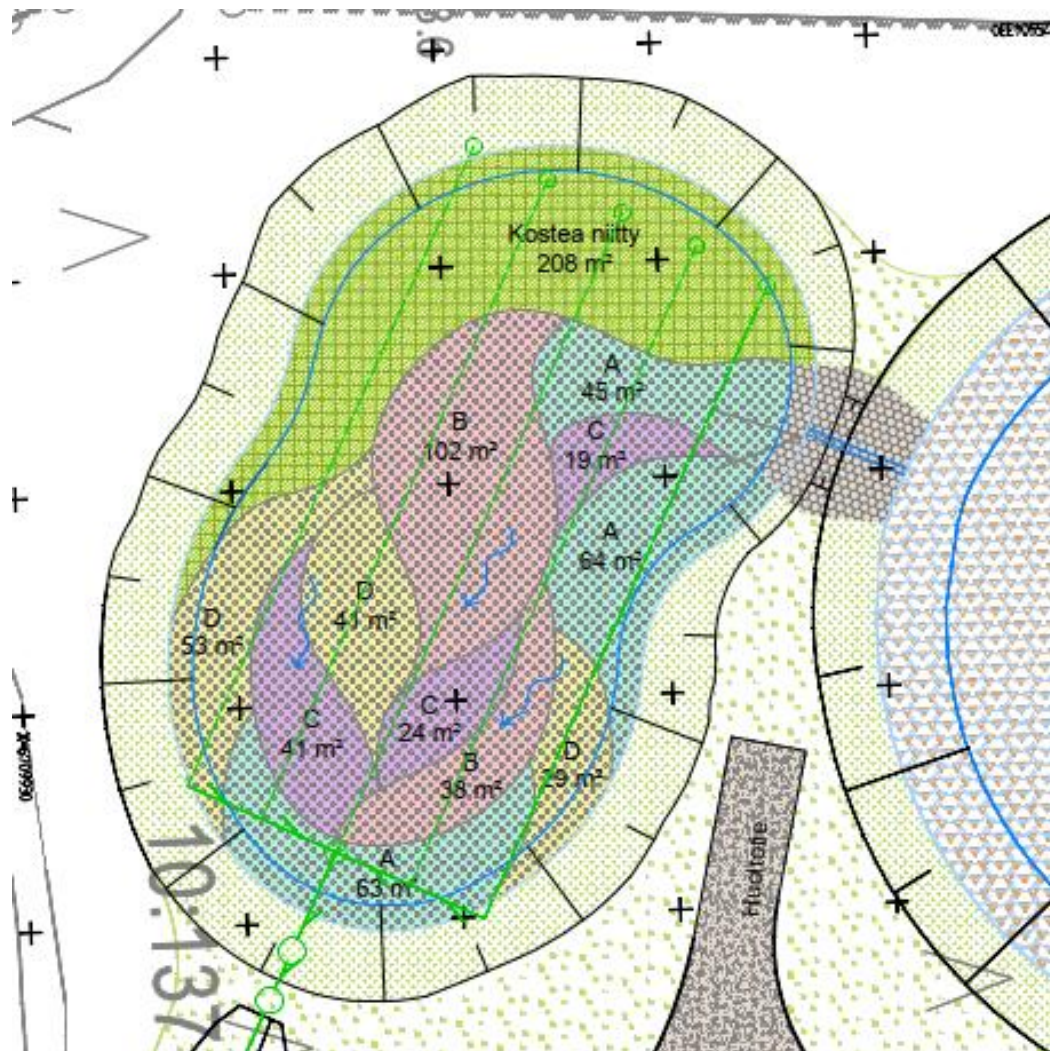 Kostea niitty
208 m²
A
45 m²
B
102 m²
C
19 m²
A
64 m²
D
41 m²
D
53 m²
C
24 m²
C
41 m²
B
38 m²
D
29 m²
A
63 m²
Huoltotie
10:137